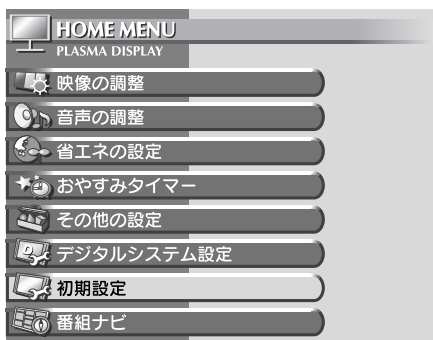 HOME MENU
PLASMA DISPLAY
映像の調整
音声の調整
省エネの設定
おやすみタイマー
その他の設定
デジタルシステム設定
初期設定
番組ナビ